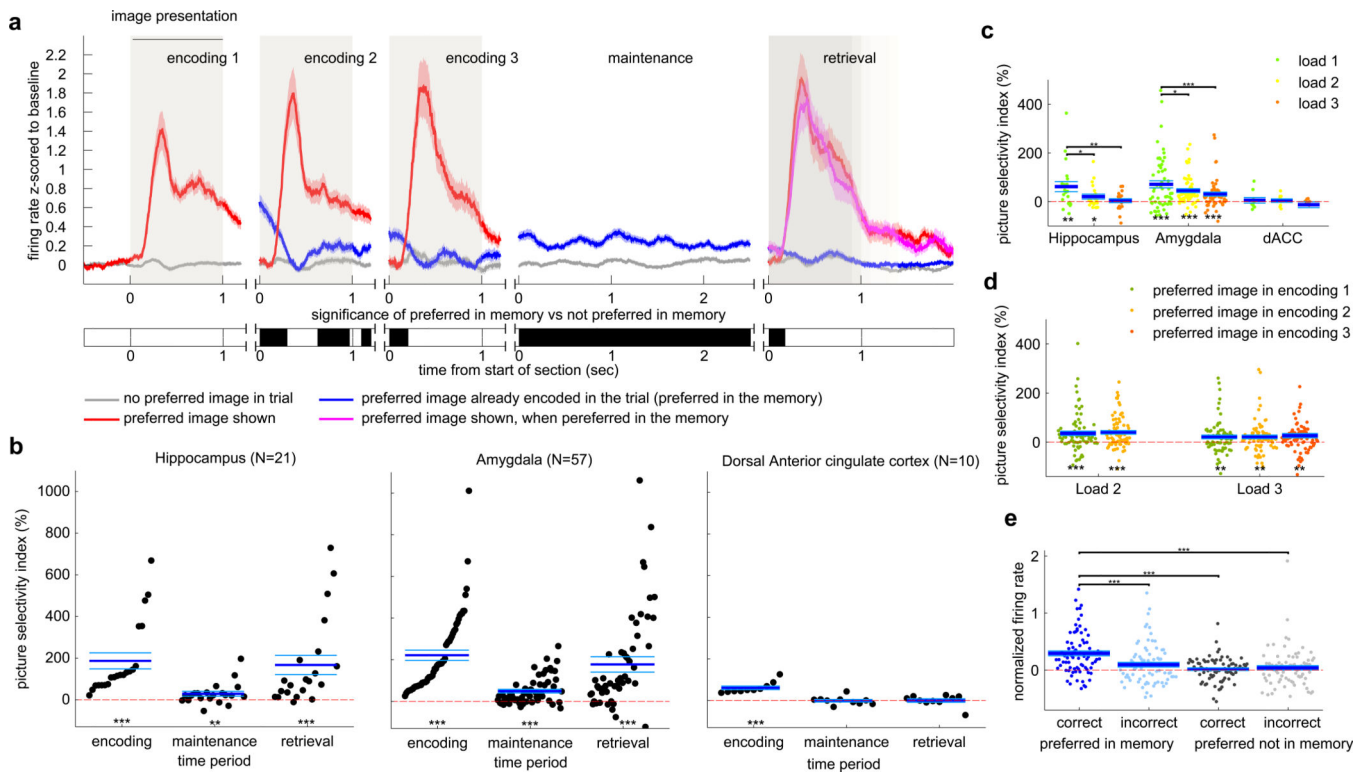 a
image presentation
firing rate z-scored to baseline
2.2
2
1.8
1.6
1.4
1.2
1
0.8
0.6
0.4
0.2
0
encoding 1
encoding 2
encoding 3
maintenance
retrieval
0 1 0 1 0 1 0 1 2 0 1
significance of preferred in memory vs not preferred in memory
0 1 0 1 0 1 0 1 2 0 1
time from start of section (sec)
no preferred image in trial
preferred image shown
preferred image already encoded in the trial (preferred in the memory)
preferred image shown, when pereferred in the memory
b
picture selectivity index (%)
1000
800
600
400
200
0
Hippocampus (N=21)
*** ** ***
encoding maintenance retrieval
time period
Amygdala (N=57)
*** *** ***
encoding maintenance retrieval
time period
Dorsal Anterior cingulate cortex (N=10)
***
encoding maintenance retrieval
time period
c
picture selectivity index (%)
400
200
0
load 1
load 2
load 3
**
*
***
*
** * *** *** ***
Hippocampus Amygdala dACC
d
picture selectivity index (%)
400
200
0
preferred image in encoding 1
preferred image in encoding 2
preferred image in encoding 3
*** *** ** ** **
Load 2 Load 3
e
normalized firing rate
2
1
0
***
***
***
correct incorrect correct incorrect
preferred in memory preferred not in memory